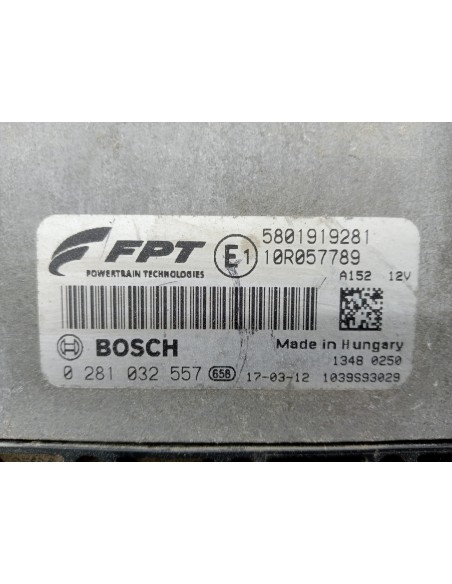 FPT
POWERTRAIN TECHNOLOGIES
E1
5801919281
10R057789
A152 12V
BOSCH
Made in Hungary
1348 0250
0 281 032 557 658 17-03-12 1039S93029